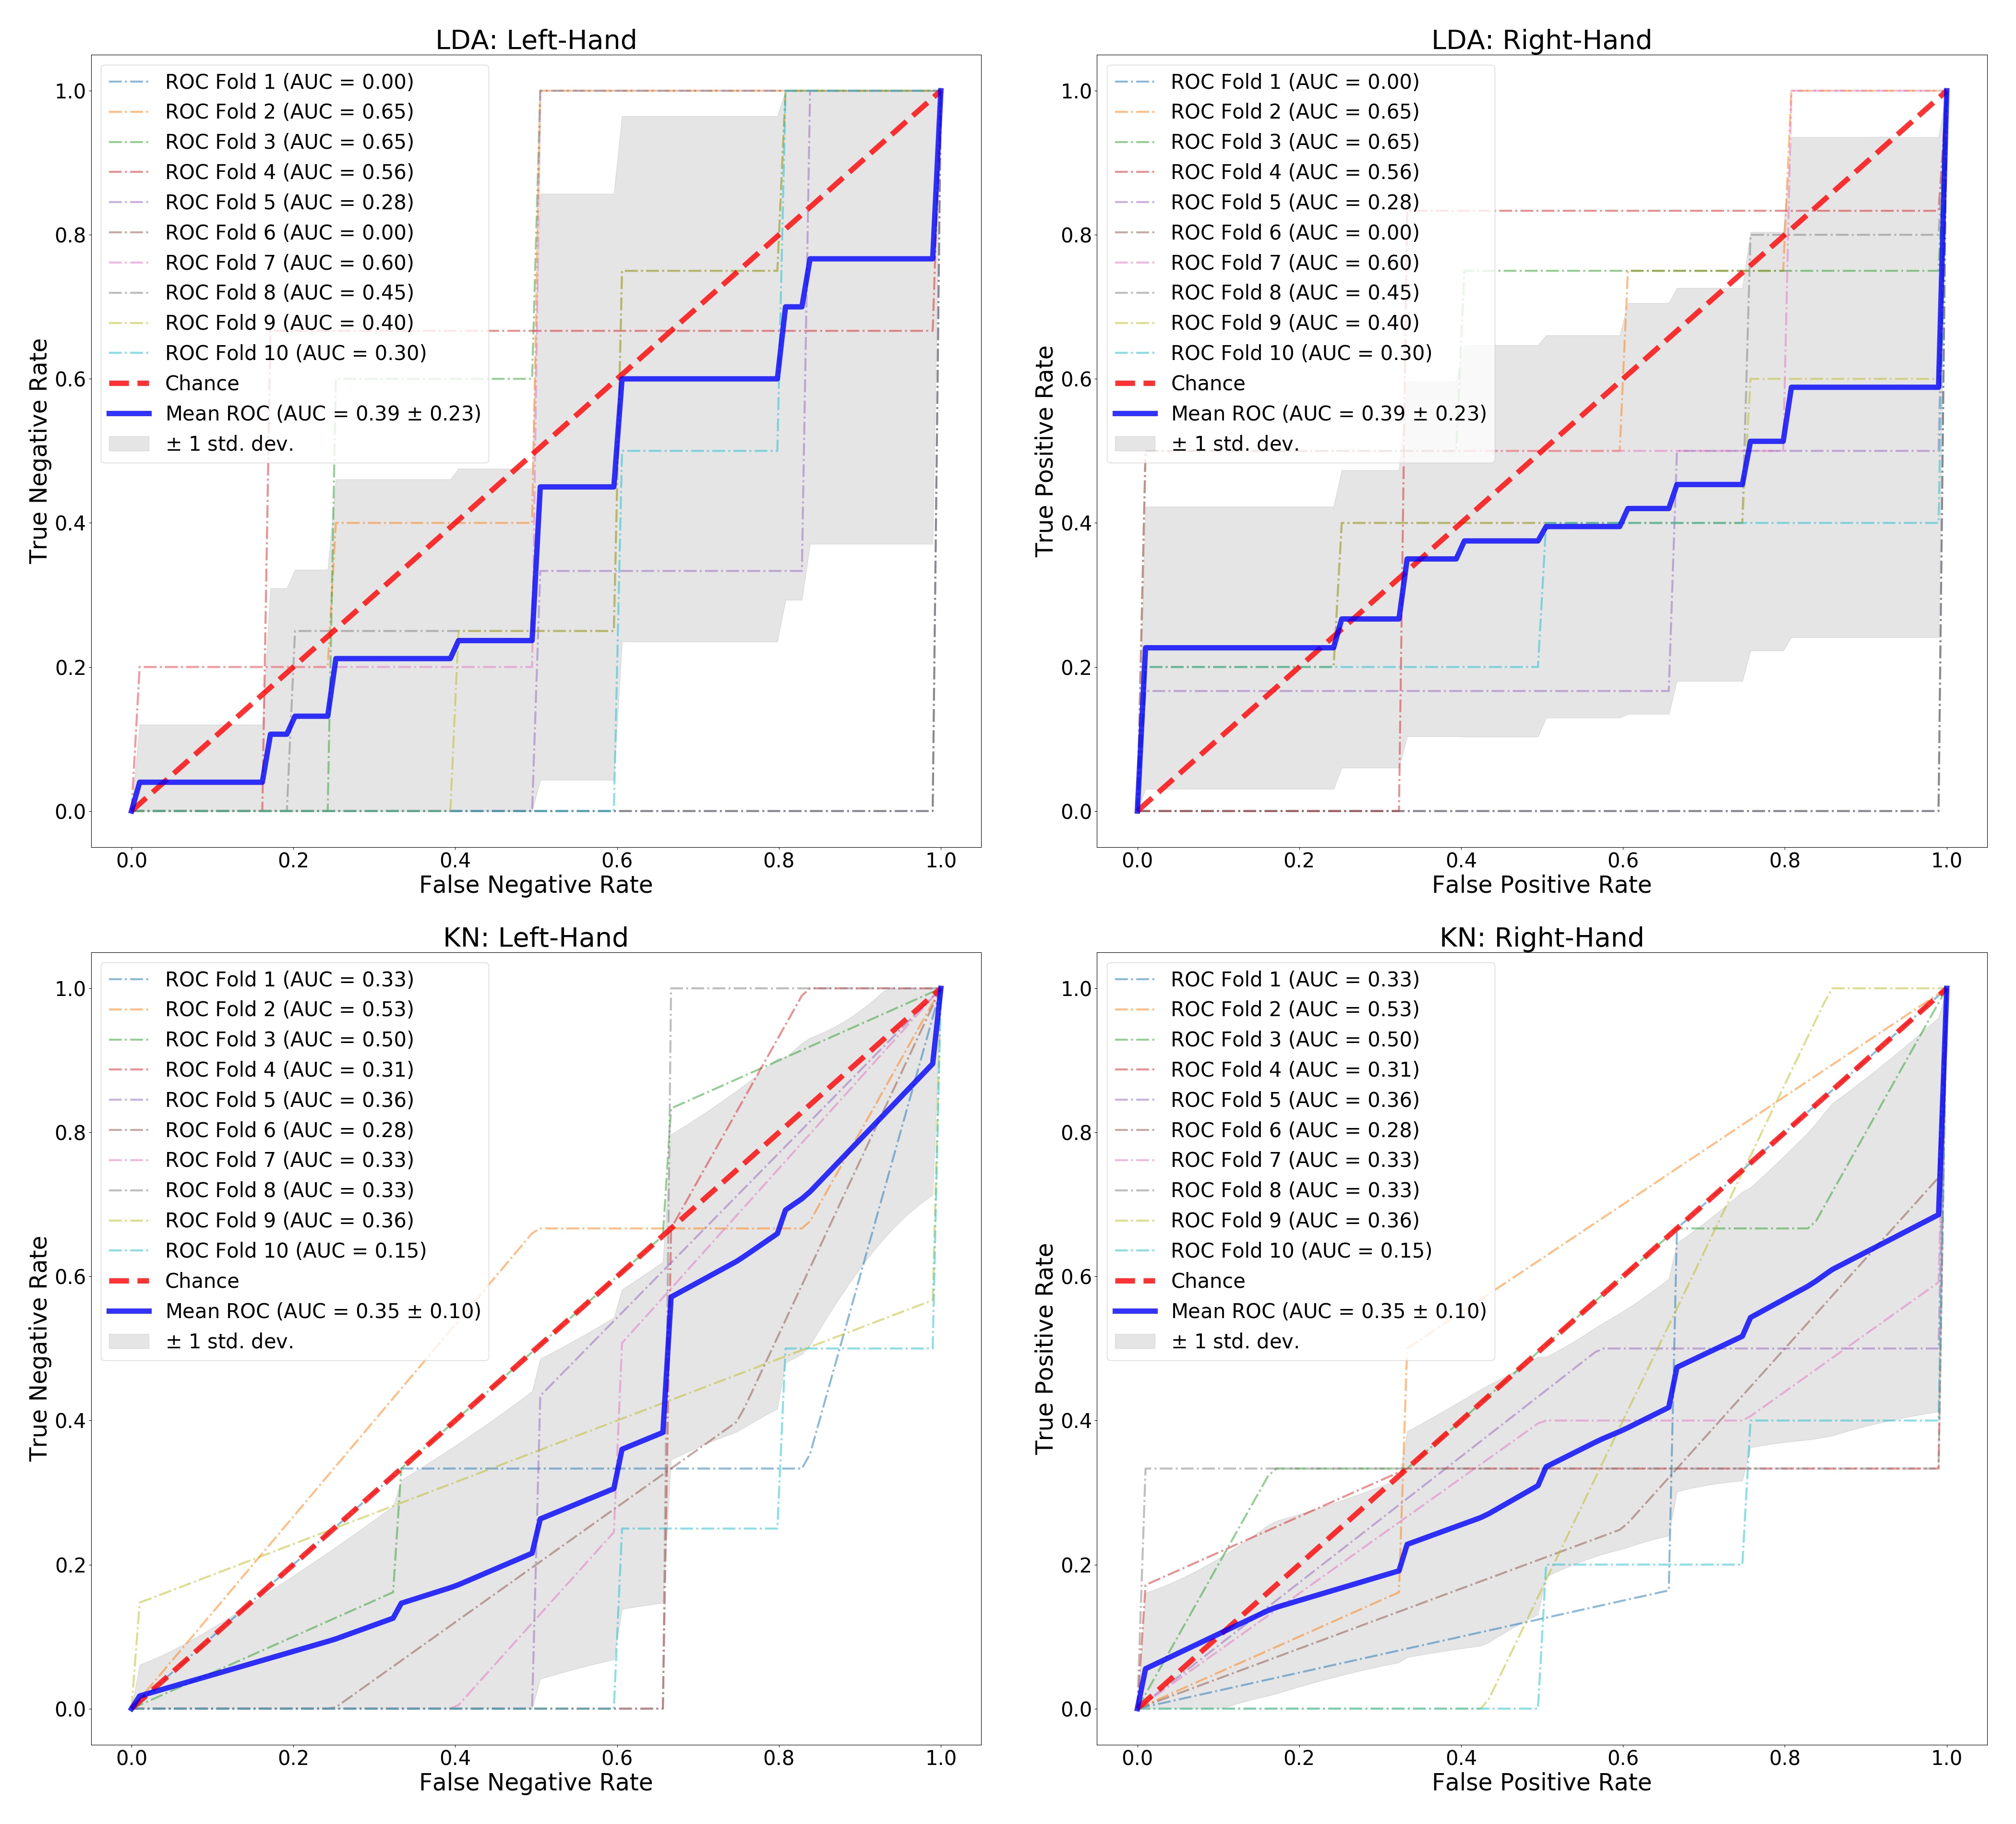 LDA: Left-Hand
ROC Fold 1 (AUC = 0.00)
ROC Fold 2 (AUC = 0.65)
ROC Fold 3 (AUC = 0.65)
ROC Fold 4 (AUC = 0.56)
ROC Fold 5 (AUC = 0.28)
ROC Fold 6 (AUC = 0.00)
ROC Fold 7 (AUC = 0.60)
ROC Fold 8 (AUC = 0.45)
ROC Fold 9 (AUC = 0.40)
ROC Fold 10 (AUC = 0.30)
Chance
Mean ROC (AUC = 0.39 ± 0.23)
± 1 std. dev.
1.0
0.8
0.6
0.4
0.2
0.0
True Negative Rate
0.0 0.2 0.4 0.6 0.8 1.0
False Negative Rate
LDA: Right-Hand
ROC Fold 1 (AUC = 0.00)
ROC Fold 2 (AUC = 0.65)
ROC Fold 3 (AUC = 0.65)
ROC Fold 4 (AUC = 0.56)
ROC Fold 5 (AUC = 0.28)
ROC Fold 6 (AUC = 0.00)
ROC Fold 7 (AUC = 0.60)
ROC Fold 8 (AUC = 0.45)
ROC Fold 9 (AUC = 0.40)
ROC Fold 10 (AUC = 0.30)
Chance
Mean ROC (AUC = 0.39 ± 0.23)
± 1 std. dev.
1.0
0.8
0.6
0.4
0.2
0.0
True Positive Rate
0.0 0.2 0.4 0.6 0.8 1.0
False Positive Rate
KN: Left-Hand
ROC Fold 1 (AUC = 0.33)
ROC Fold 2 (AUC = 0.53)
ROC Fold 3 (AUC = 0.50)
ROC Fold 4 (AUC = 0.31)
ROC Fold 5 (AUC = 0.36)
ROC Fold 6 (AUC = 0.28)
ROC Fold 7 (AUC = 0.33)
ROC Fold 8 (AUC = 0.33)
ROC Fold 9 (AUC = 0.36)
ROC Fold 10 (AUC = 0.15)
Chance
Mean ROC (AUC = 0.35 ± 0.10)
± 1 std. dev.
1.0
0.8
0.6
0.4
0.2
0.0
True Negative Rate
0.0 0.2 0.4 0.6 0.8 1.0
False Negative Rate
KN: Right-Hand
ROC Fold 1 (AUC = 0.33)
ROC Fold 2 (AUC = 0.53)
ROC Fold 3 (AUC = 0.50)
ROC Fold 4 (AUC = 0.31)
ROC Fold 5 (AUC = 0.36)
ROC Fold 6 (AUC = 0.28)
ROC Fold 7 (AUC = 0.33)
ROC Fold 8 (AUC = 0.33)
ROC Fold 9 (AUC = 0.36)
ROC Fold 10 (AUC = 0.15)
Chance
Mean ROC (AUC = 0.35 ± 0.10)
± 1 std. dev.
1.0
0.8
0.6
0.4
0.2
0.0
True Positive Rate
0.0 0.2 0.4 0.6 0.8 1.0
False Positive Rate